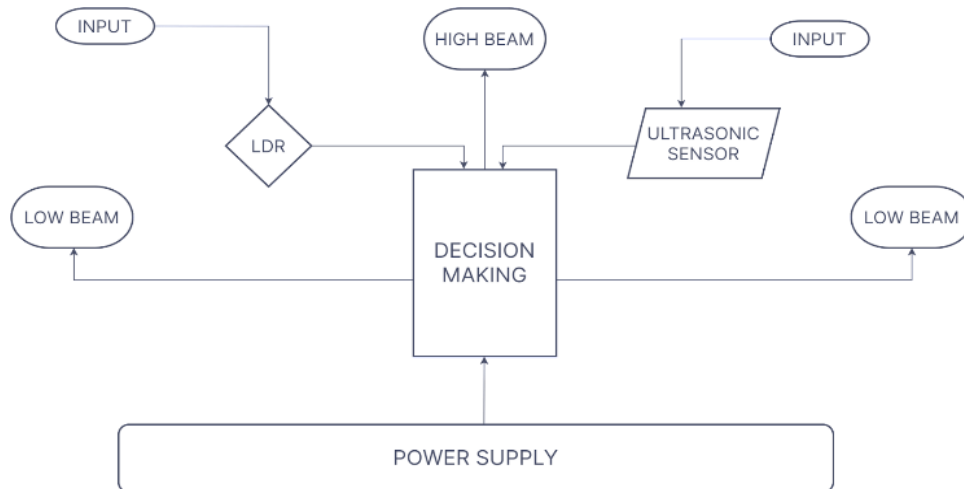 INPUT
HIGH BEAM
INPUT
LDR
ULTRASONIC
SENSOR
LOW BEAM
LOW BEAM
DECISION
MAKING
POWER SUPPLY